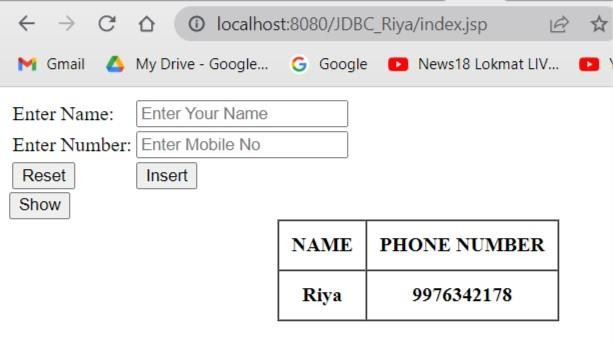 localhost:8080/JDBC_Riya/index.jsp
Gmail My Drive - Google... Google News18 Lokmat LIV...
Enter Name: Enter Your Name
Enter Number: Enter Mobile No
Reset Insert
Show
NAME PHONE NUMBER
Riya 9976342178